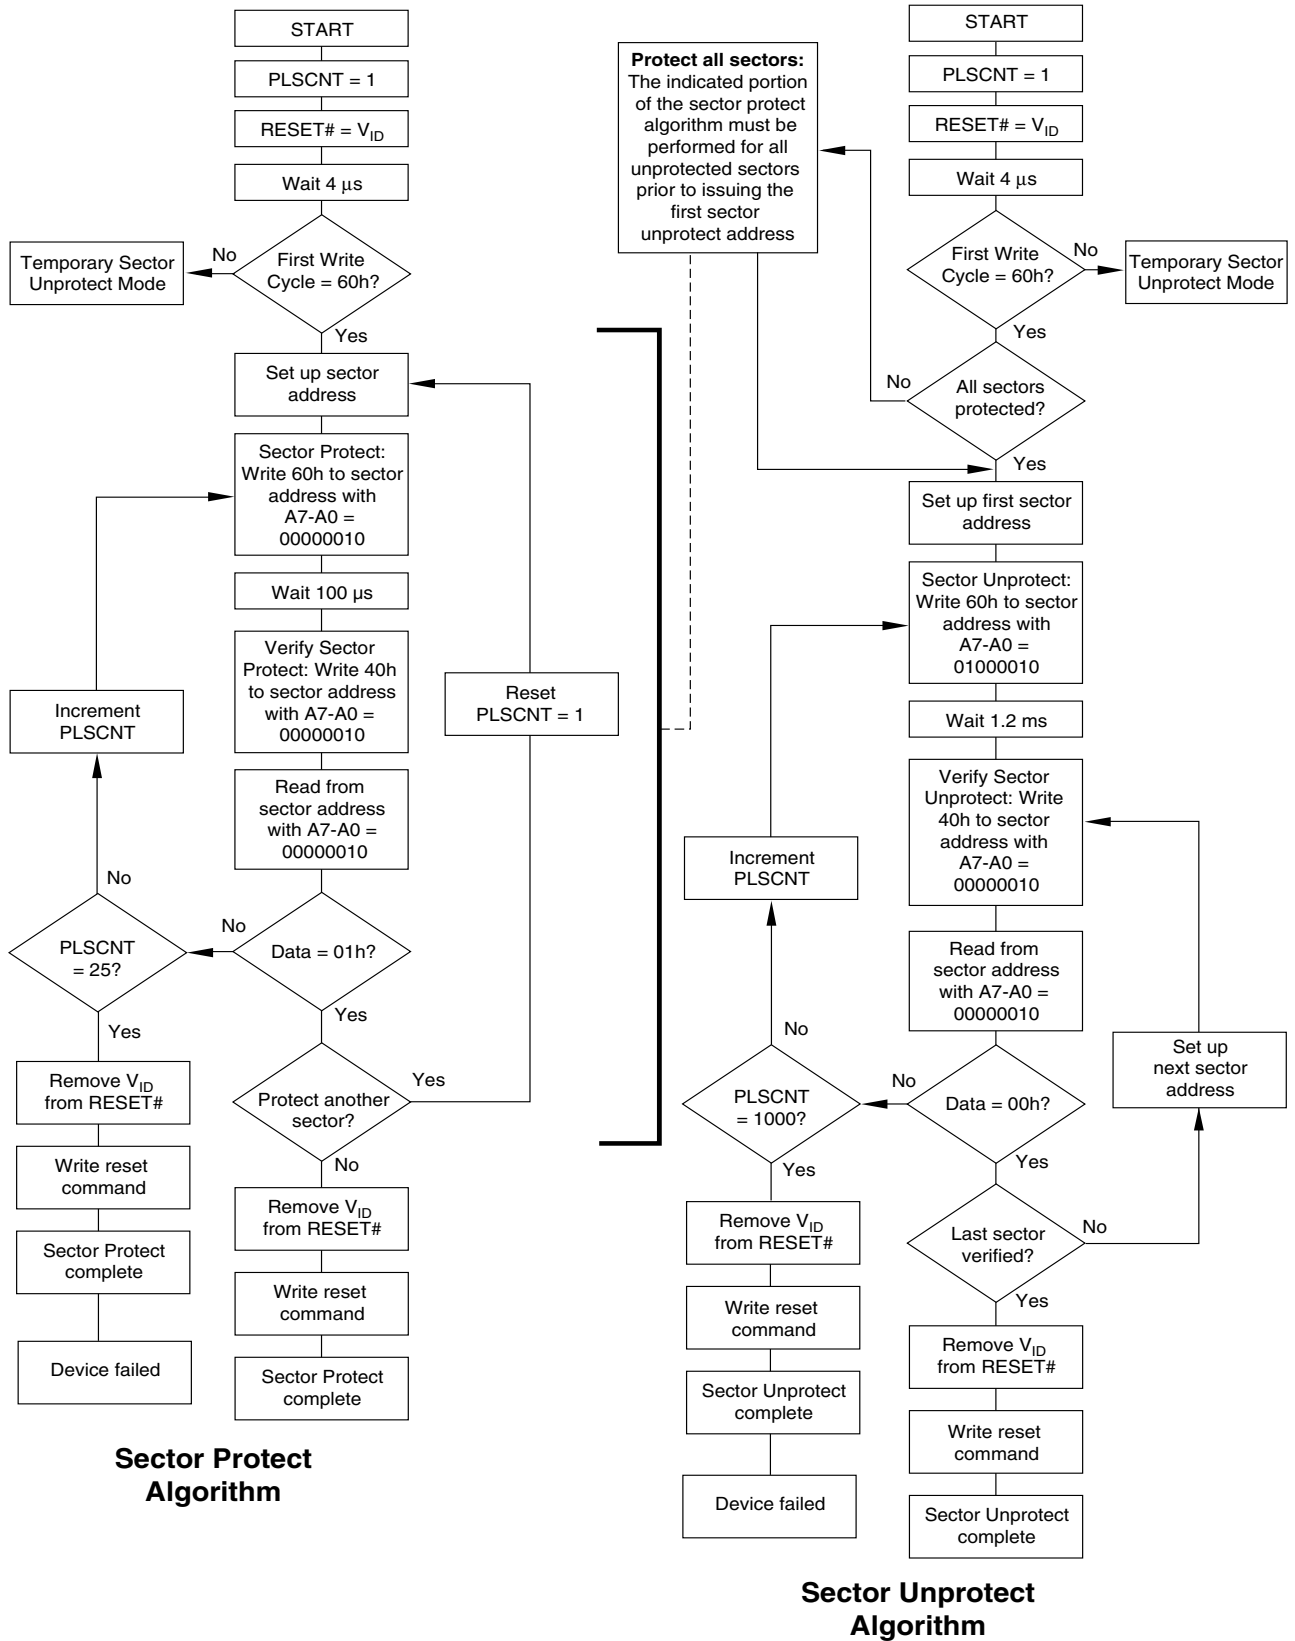 START
PLSCNT = 1
RESET# = VID
Wait 4 μs
First Write
Cycle = 60h?
No
Temporary Sector
Unprotect Mode
Yes
Set up sector
address
Sector Protect:
Write 60h to sector
address with
A7-A0 =
00000010
Wait 100 µs
Verify Sector
Protect: Write 40h
to sector address
with A7-A0 =
00000010
Read from
sector address
with A7-A0 =
00000010
Data = 01h?
No
PLSCNT
= 25?
No
Increment
PLSCNT
Yes
Remove VID
from RESET#
Write reset
command
Sector Protect
complete
Device failed
Yes
Protect another
sector?
Yes
Reset
PLSCNT = 1
No
Remove VID
from RESET#
Write reset
command
Sector Protect
complete
Sector Protect
Algorithm
Protect all sectors:
The indicated portion
of the sector protect
algorithm must be
performed for all
unprotected sectors
prior to issuing the
first sector
unprotect address
START
PLSCNT = 1
RESET# = VID
Wait 4 μs
First Write
Cycle = 60h?
No
Temporary Sector
Unprotect Mode
Yes
All sectors
protected?
No
Yes
Set up first sector
address
Sector Unprotect:
Write 60h to sector
address with
A7-A0 =
01000010
Wait 1.2 ms
Verify Sector
Unprotect: Write
40h to sector
address with
A7-A0 =
00000010
Read from
sector address
with A7-A0 =
00000010
Data = 00h?
No
PLSCNT
= 1000?
No
Increment
PLSCNT
Yes
Remove VID
from RESET#
Write reset
command
Sector Unprotect
complete
Device failed
Yes
Last sector
verified?
No
Set up
next sector
address
Yes
Remove VID
from RESET#
Write reset
command
Sector Unprotect
complete
Sector Unprotect
Algorithm